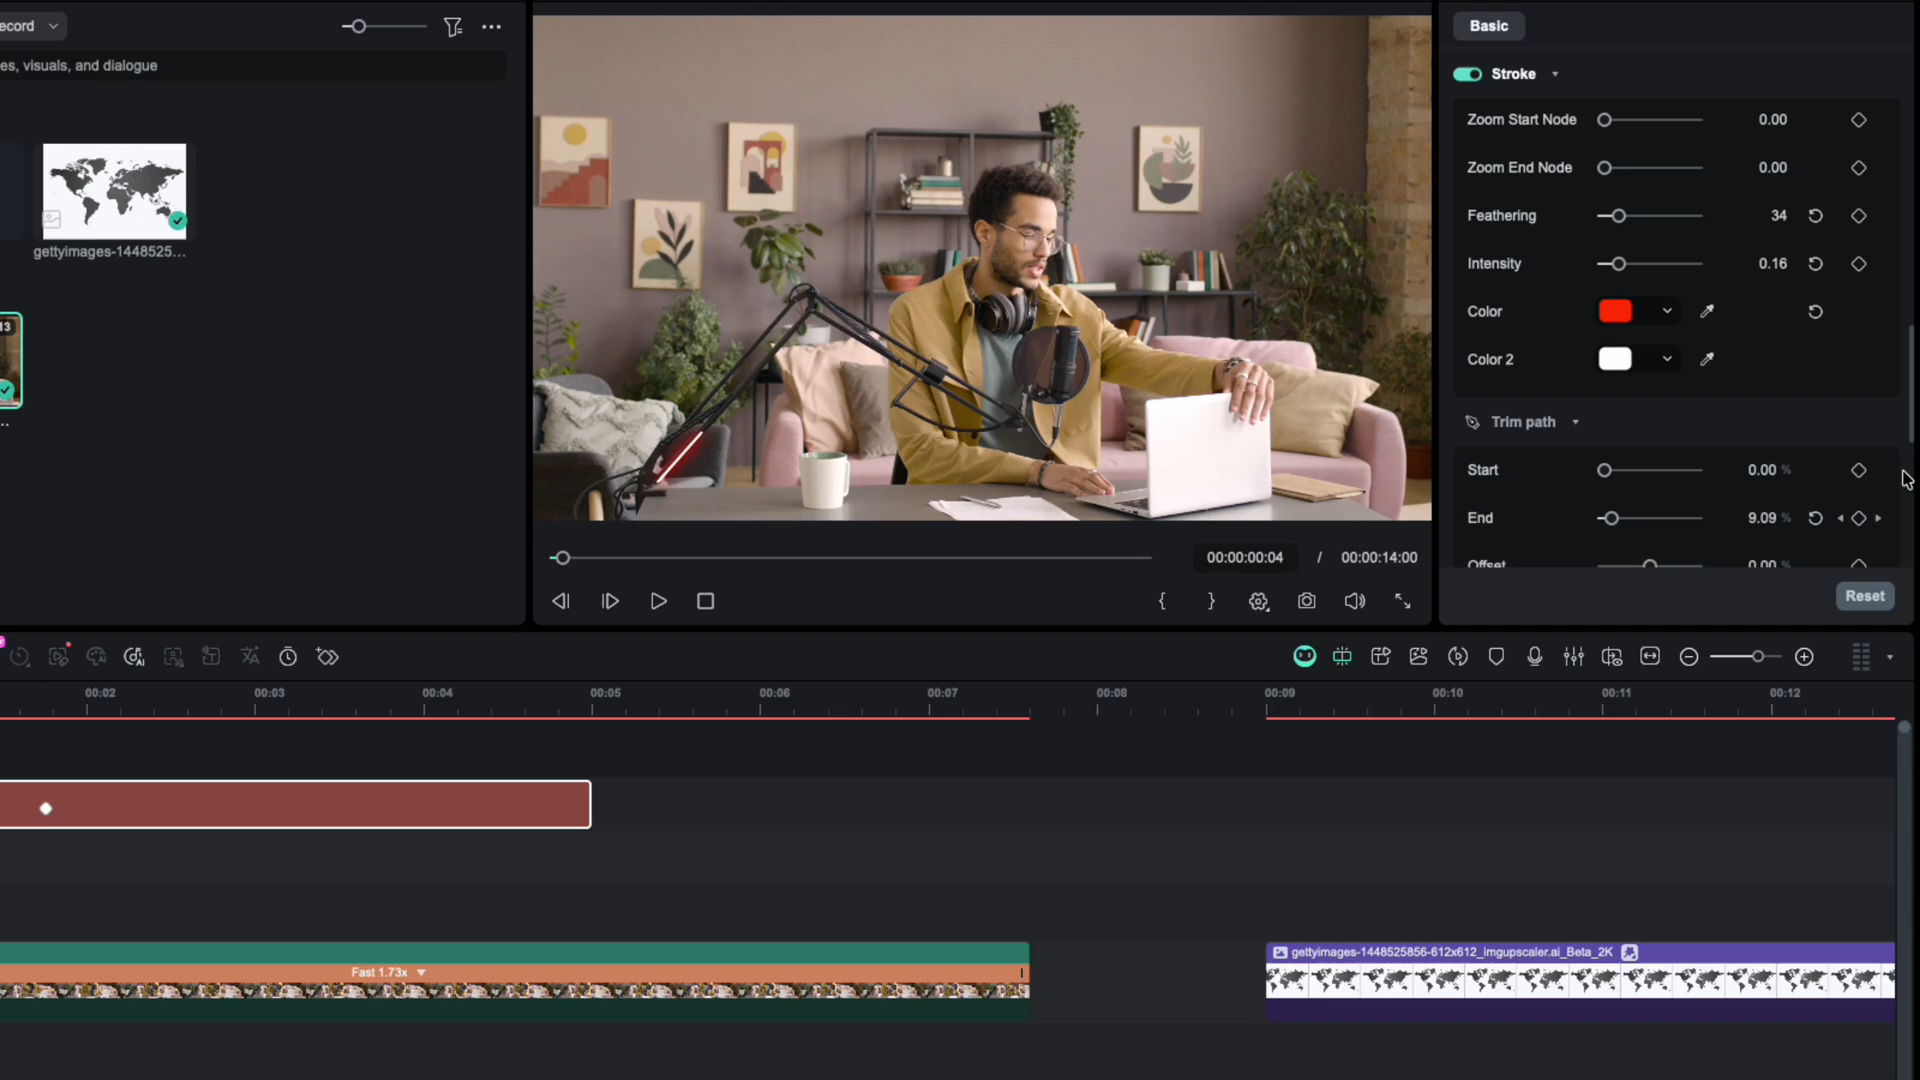 ecord
es, visuals, and dialogue
gettyimages-1448525...
13
..
Basic
Stroke
Zoom Start Node 0.00
Zoom End Node 0.00
Feathering 34
Intensity 0.16
Color
Color 2
Trim path
Start 0.00 %
End 9.09 %
Offset 0.00 %
Reset
00:00:00:04 / 00:00:14:00
00:02 00:03 00:04 00:05 00:06 00:07 00:08 00:09 00:10 00:11 00:12
Fast 1.73x
gettyimages-1448525856-612x612_imgupscaler.ai_Beta_2K